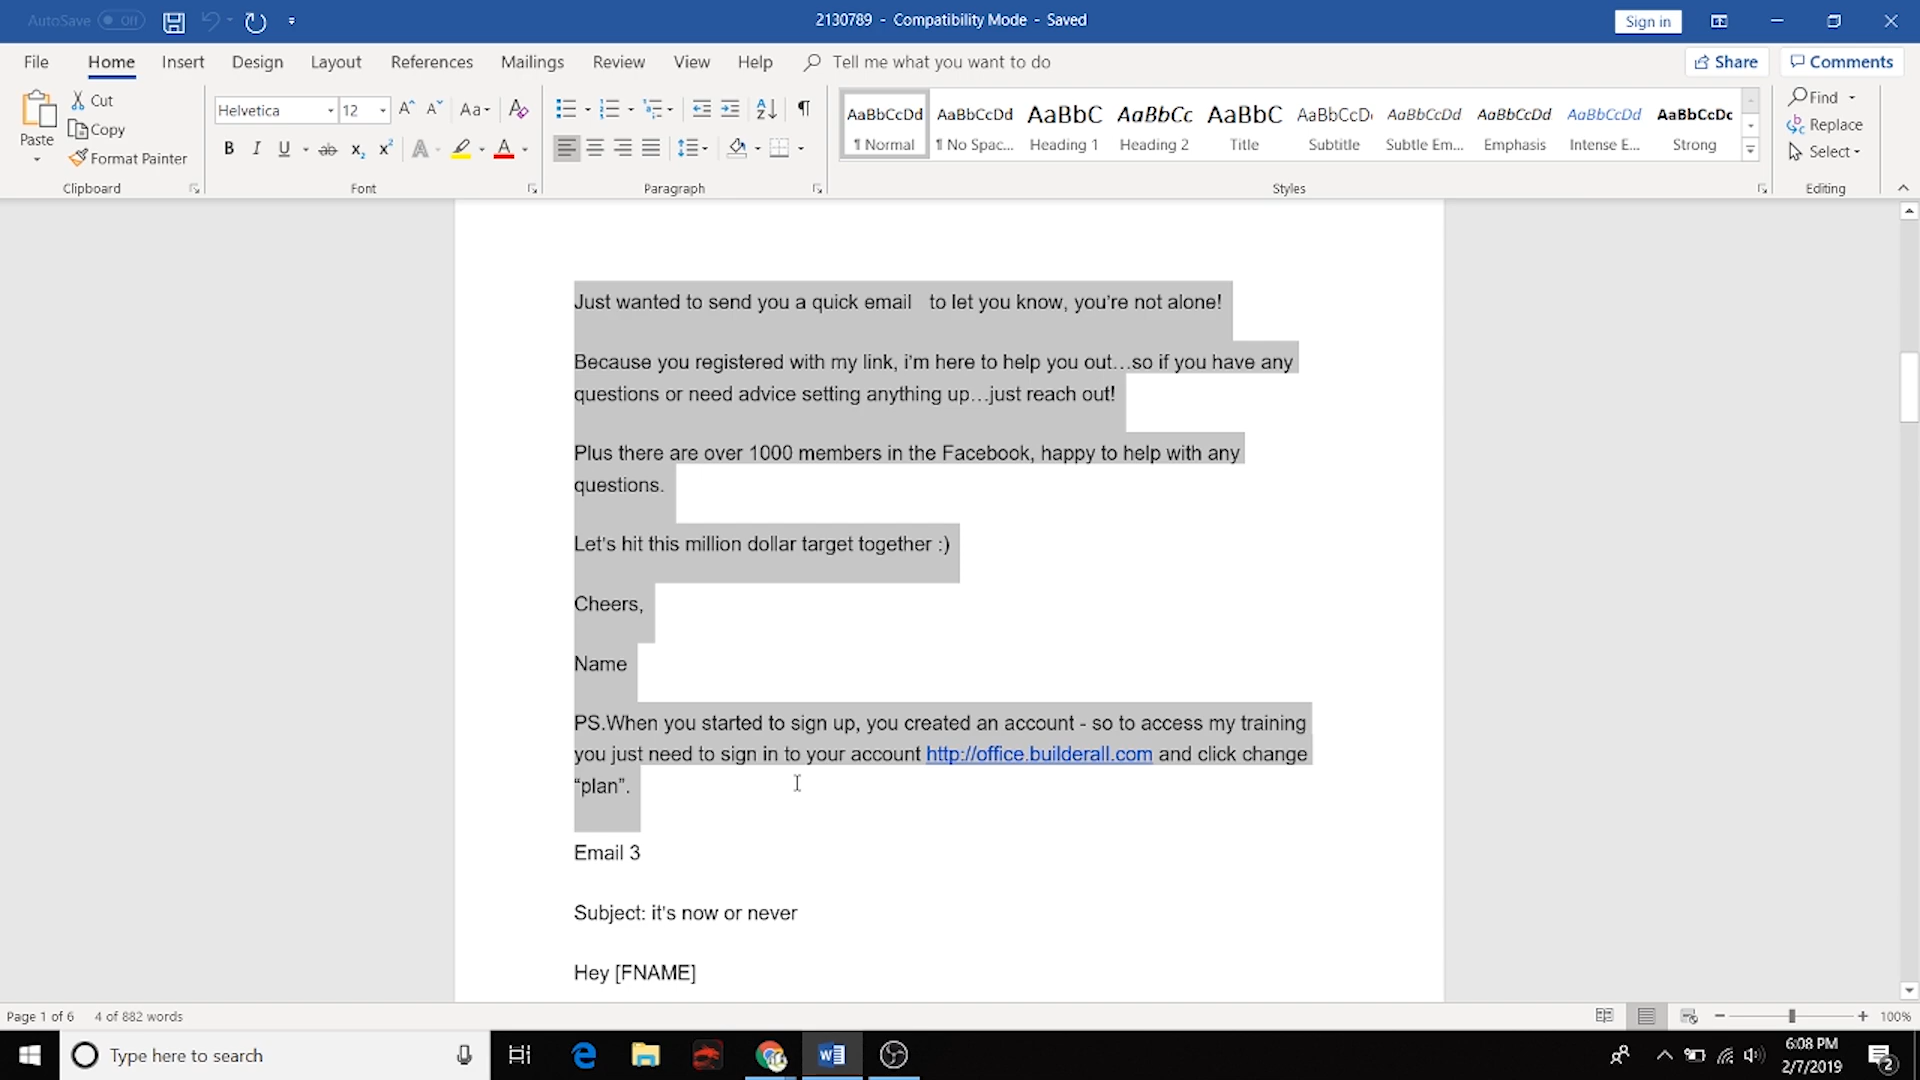 AutoSave Off 2130789 - Compatibility Mode - Saved Sign in
File Home Insert Design Layout References Mailings Review View Help Tell me what you want to do Share Comments
Paste Cut Copy Format Painter
Clipboard
Helvetica 12 Aa
B I U ab x₂ x² A A
Font
Paragraph
AaBbCcDd AaBbCcDd AaBbC AaBbCc AaBbC AaBbCcD AaBbCcDd AaBbCcDd AaBbCcDd AaBbCcDc
¶ Normal ¶ No Spac... Heading 1 Heading 2 Title Subtitle Subtle Em... Emphasis Intense E... Strong
Styles
Find
Replace
Select
Editing
Just wanted to send you a quick email   to let you know, you're not alone!
Because you registered with my link, i'm here to help you out…so if you have any
questions or need advice setting anything up…just reach out!
Plus there are over 1000 members in the Facebook, happy to help with any
questions.
Let's hit this million dollar target together :)
Cheers,
Name
PS.When you started to sign up, you created an account - so to access my training
you just need to sign in to your account http://office.builderall.com and click change
“plan”.
Email 3
Subject: it's now or never
Hey [FNAME]
Page 1 of 6 4 of 882 words 100%
Type here to search
6:08 PM
2/7/2019
2